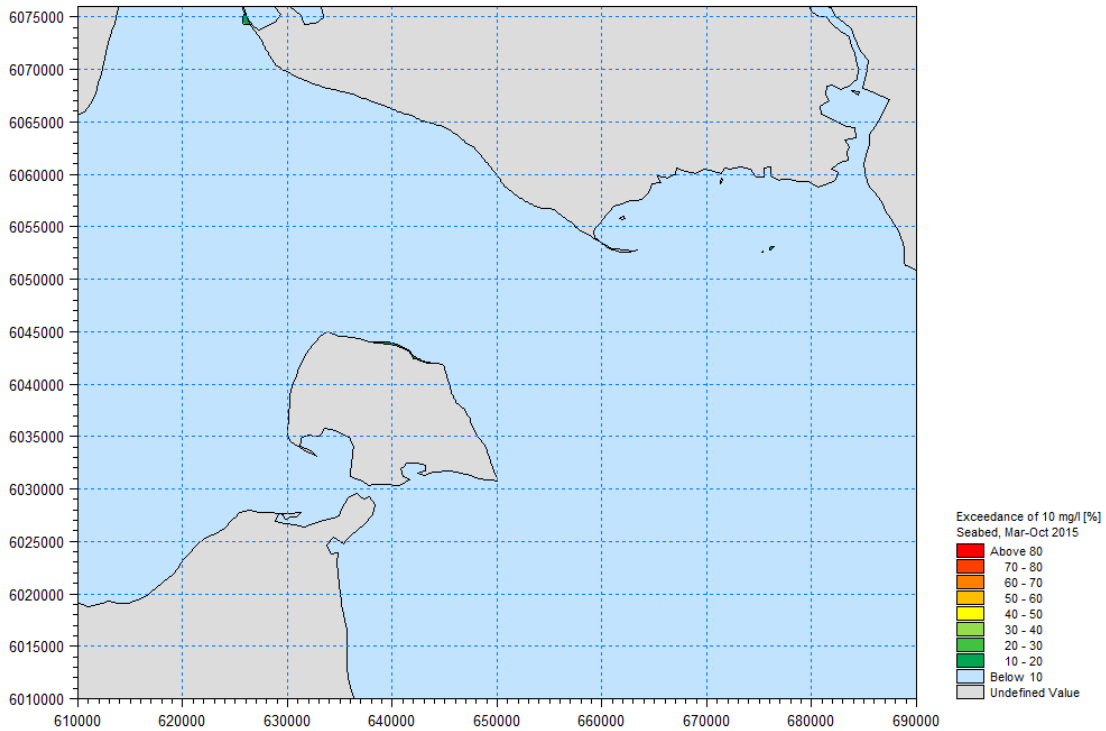 6075000
6070000
6065000
6060000
6055000
6050000
6045000
6040000
6035000
6030000
6025000
6020000
6015000
6010000
610000 620000 630000 640000 650000 660000 670000 680000 690000
Exceedance of 10 mg/l [%]
Seabed, Mar-Oct 2015
Above 80
70 - 80
60 - 70
50 - 60
40 - 50
30 - 40
20 - 30
10 - 20
Below 10
Undefined Value